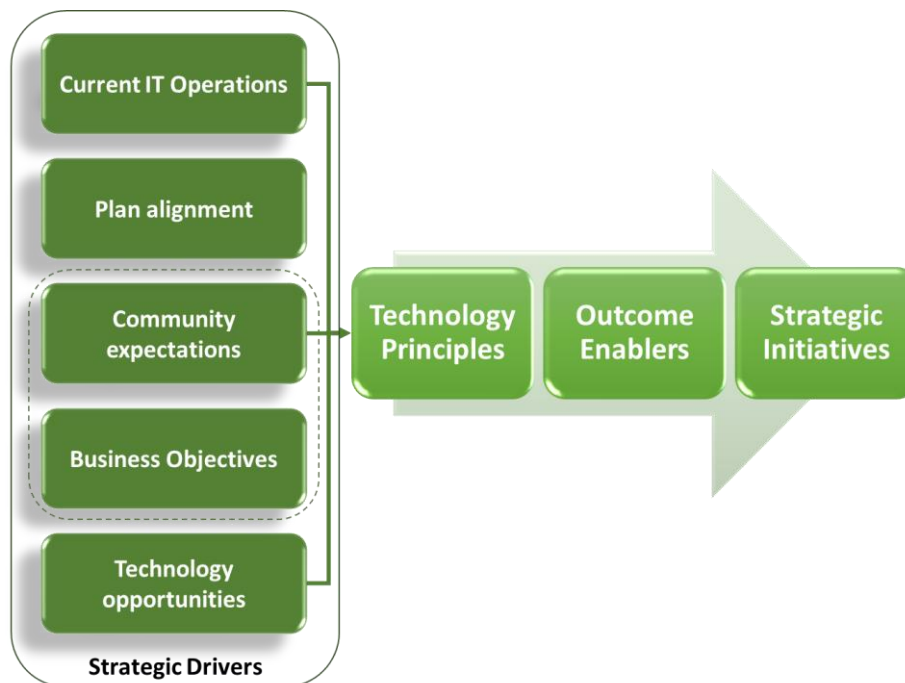 Current IT Operations
Plan alignment
Community
expectations
Business Objectives
Technology
opportunities
Strategic Drivers
Technology
Principles
Outcome
Enablers
Strategic
Initiatives